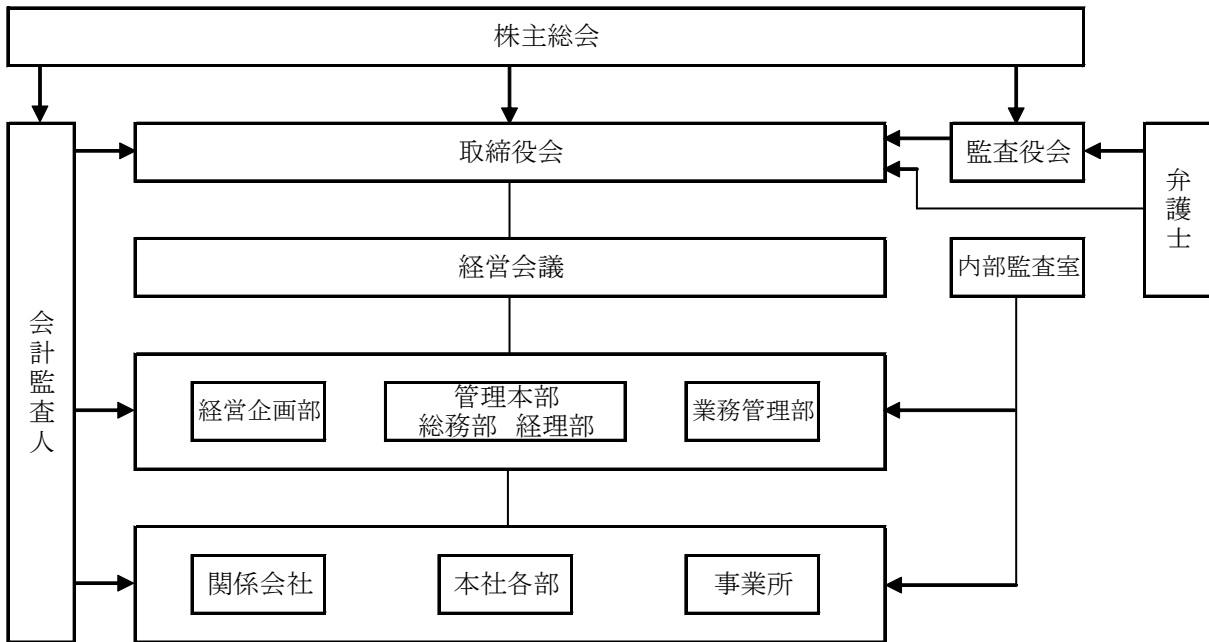 株主総会
取締役会
監査役会
弁護士
経営会議
内部監査室
会計監査人
経営企画部
管理本部
総務部 経理部
業務管理部
関係会社
本社各部
事業所